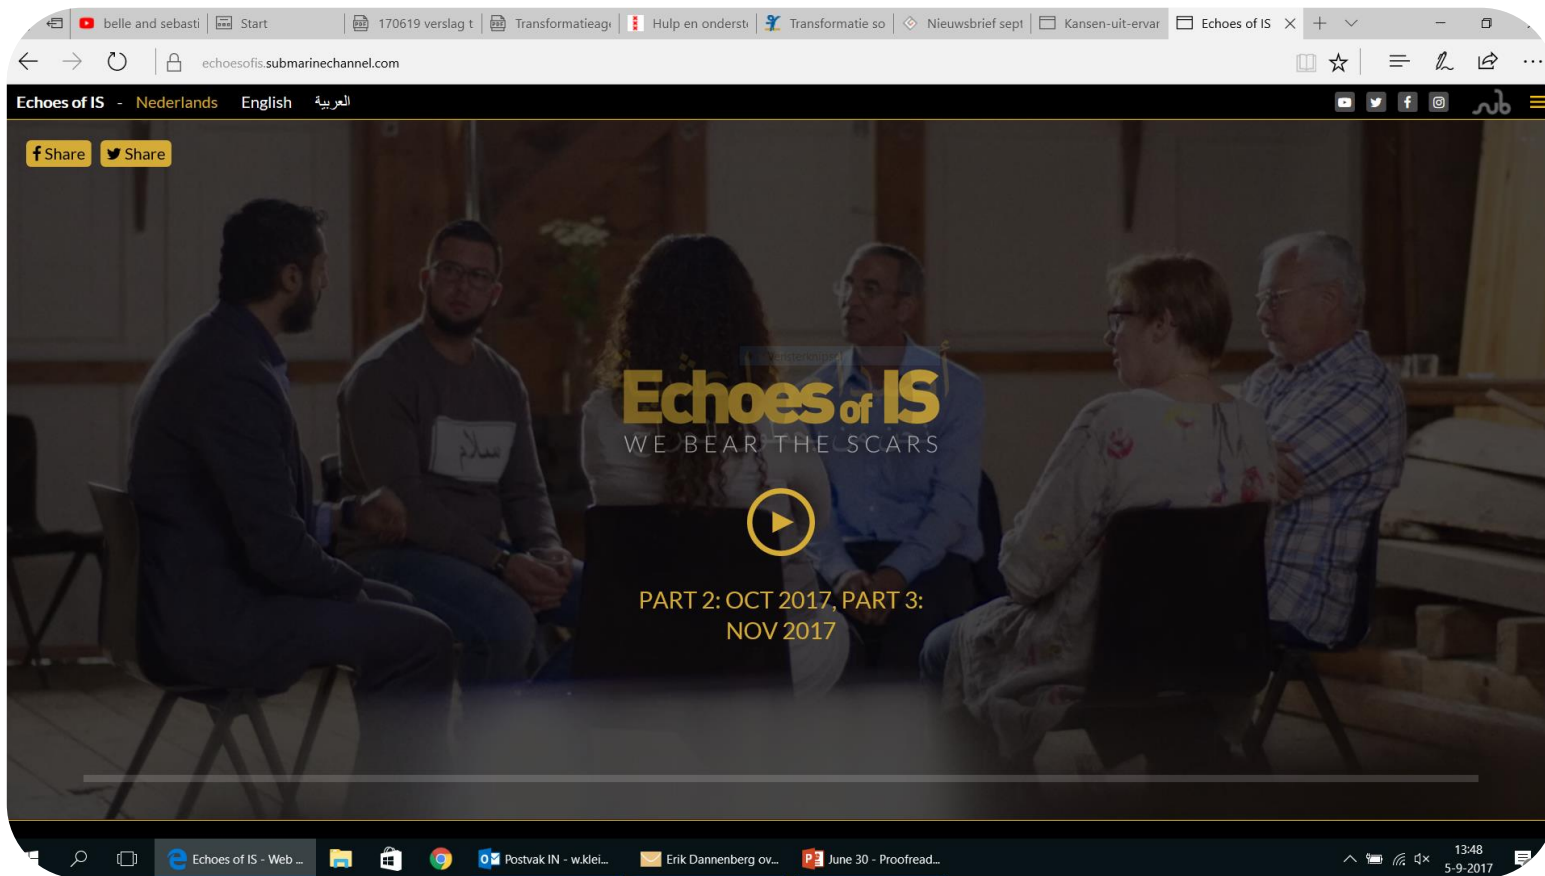 belle and sebasti
Start
170619 verslag t
Transformatieag
Hulp en onderst
Transformatie so
Nieuwsbrief sept
Kansen-uit-ervar
Echoes of IS
echoesofis.submarinechannel.com
Echoes of IS - Nederlands English العربية
Share Share
سلام
Echoes of IS
WE BEAR THE SCARS
PART 2: OCT 2017, PART 3:
NOV 2017
Echoes of IS - Web ...
Postvak IN - w.klei...
Erik Dannenberg ov...
June 30 - Proofread...
13:48
5-9-2017